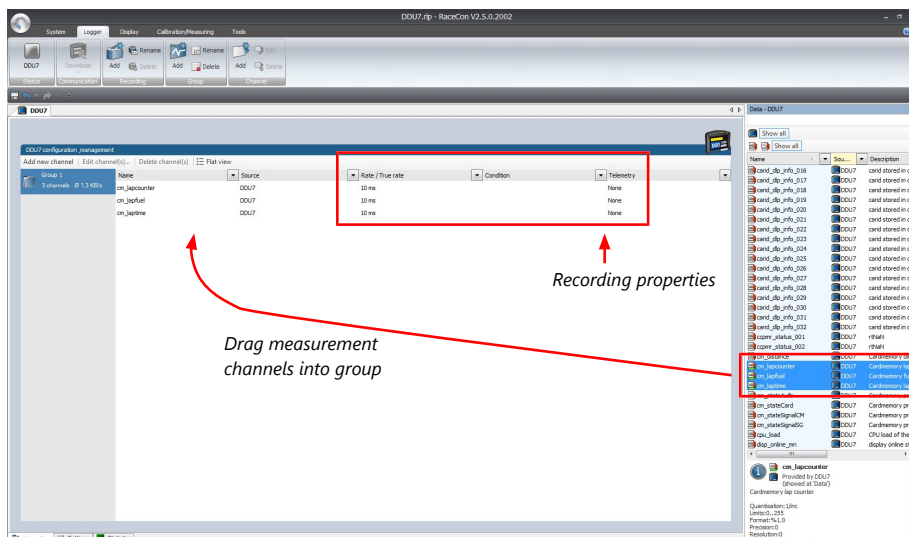 DDU7.rlp - RaceCon V2.5.0.2002
System Logger Display Calibration/Measuring Tools
DDU7 Download Add Rename Delete Add Rename Delete Add Edit Delete
Status Communication Recording Group Channel
DDU7
Data - DDU7
Show all
Show all
DDU7 configuration management
Add new channel Edit channel(s)... Delete channel(s) Flat view
Group 1
3 channels Ø 1.3 KB/s
Name Source Rate / True rate Condition Telemetry
cm_lapcounter DDU7 10 ms None
cm_lapfuel DDU7 10 ms None
cm_laptime DDU7 10 ms None
Recording properties
Drag measurement
channels into group
Name Sou... Description
carid_dlp_info_016 DDU7 carid stored in
carid_dlp_info_017 DDU7 carid stored in
carid_dlp_info_018 DDU7 carid stored in
carid_dlp_info_019 DDU7 carid stored in
carid_dlp_info_020 DDU7 carid stored in
carid_dlp_info_021 DDU7 carid stored in
carid_dlp_info_022 DDU7 carid stored in
carid_dlp_info_023 DDU7 carid stored in
carid_dlp_info_024 DDU7 carid stored in
carid_dlp_info_025 DDU7 carid stored in
carid_dlp_info_026 DDU7 carid stored in
carid_dlp_info_027 DDU7 carid stored in
carid_dlp_info_028 DDU7 carid stored in
carid_dlp_info_029 DDU7 carid stored in
carid_dlp_info_030 DDU7 carid stored in
carid_dlp_info_031 DDU7 carid stored in
carid_dlp_info_032 DDU7 carid stored in
ccpmr_status_001 DDU7 rtNaN
ccpmr_status_002 DDU7 rtNaN
cm_distance DDU7 Cardmemory
cm_lapcounter DDU7 Cardmemory lap
cm_lapfuel DDU7 Cardmemory fu
cm_laptime DDU7 Cardmemory lap
DDU7 Cardmemory
cm_stateCard DDU7 Cardmemory pr
cm_stateSignalCM DDU7 Cardmemory pr
cm_stateSignalSG DDU7 Cardmemory pr
cpu_load DDU7 CPU load of the
disp_online_mn DDU7 display online
cm_lapcounter
Provided by DDU7
(showed at 'Data')
Cardmemory lap counter
Quantisation:1/inc
Limits:0..255
Format:%1.0
Precision:0
Resolution:0